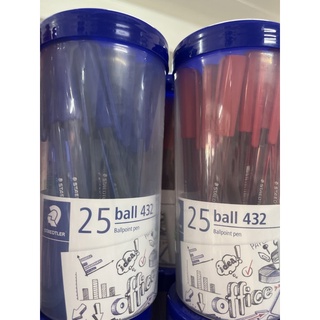 STAEDTLER
25 ball 432
Ballpoint pen
Idea
office
25 ball 432
Ballpoint pen
Idea
office